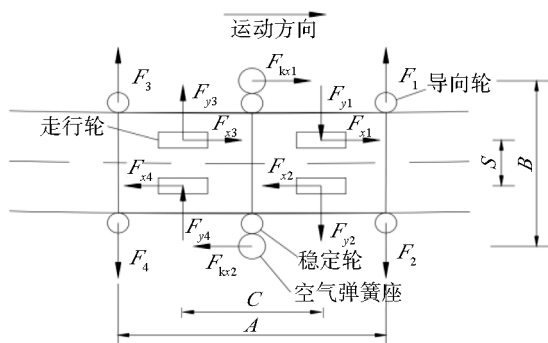 运动方向
Fkx1
F3
Fy3
Fy1
F1
导向轮
走行轮
Fx3
Fx1
Fx4
Fx2
S
B
F4
Fy4
Fkx2
Fy2
F2
稳定轮
空气弹簧座
C
A